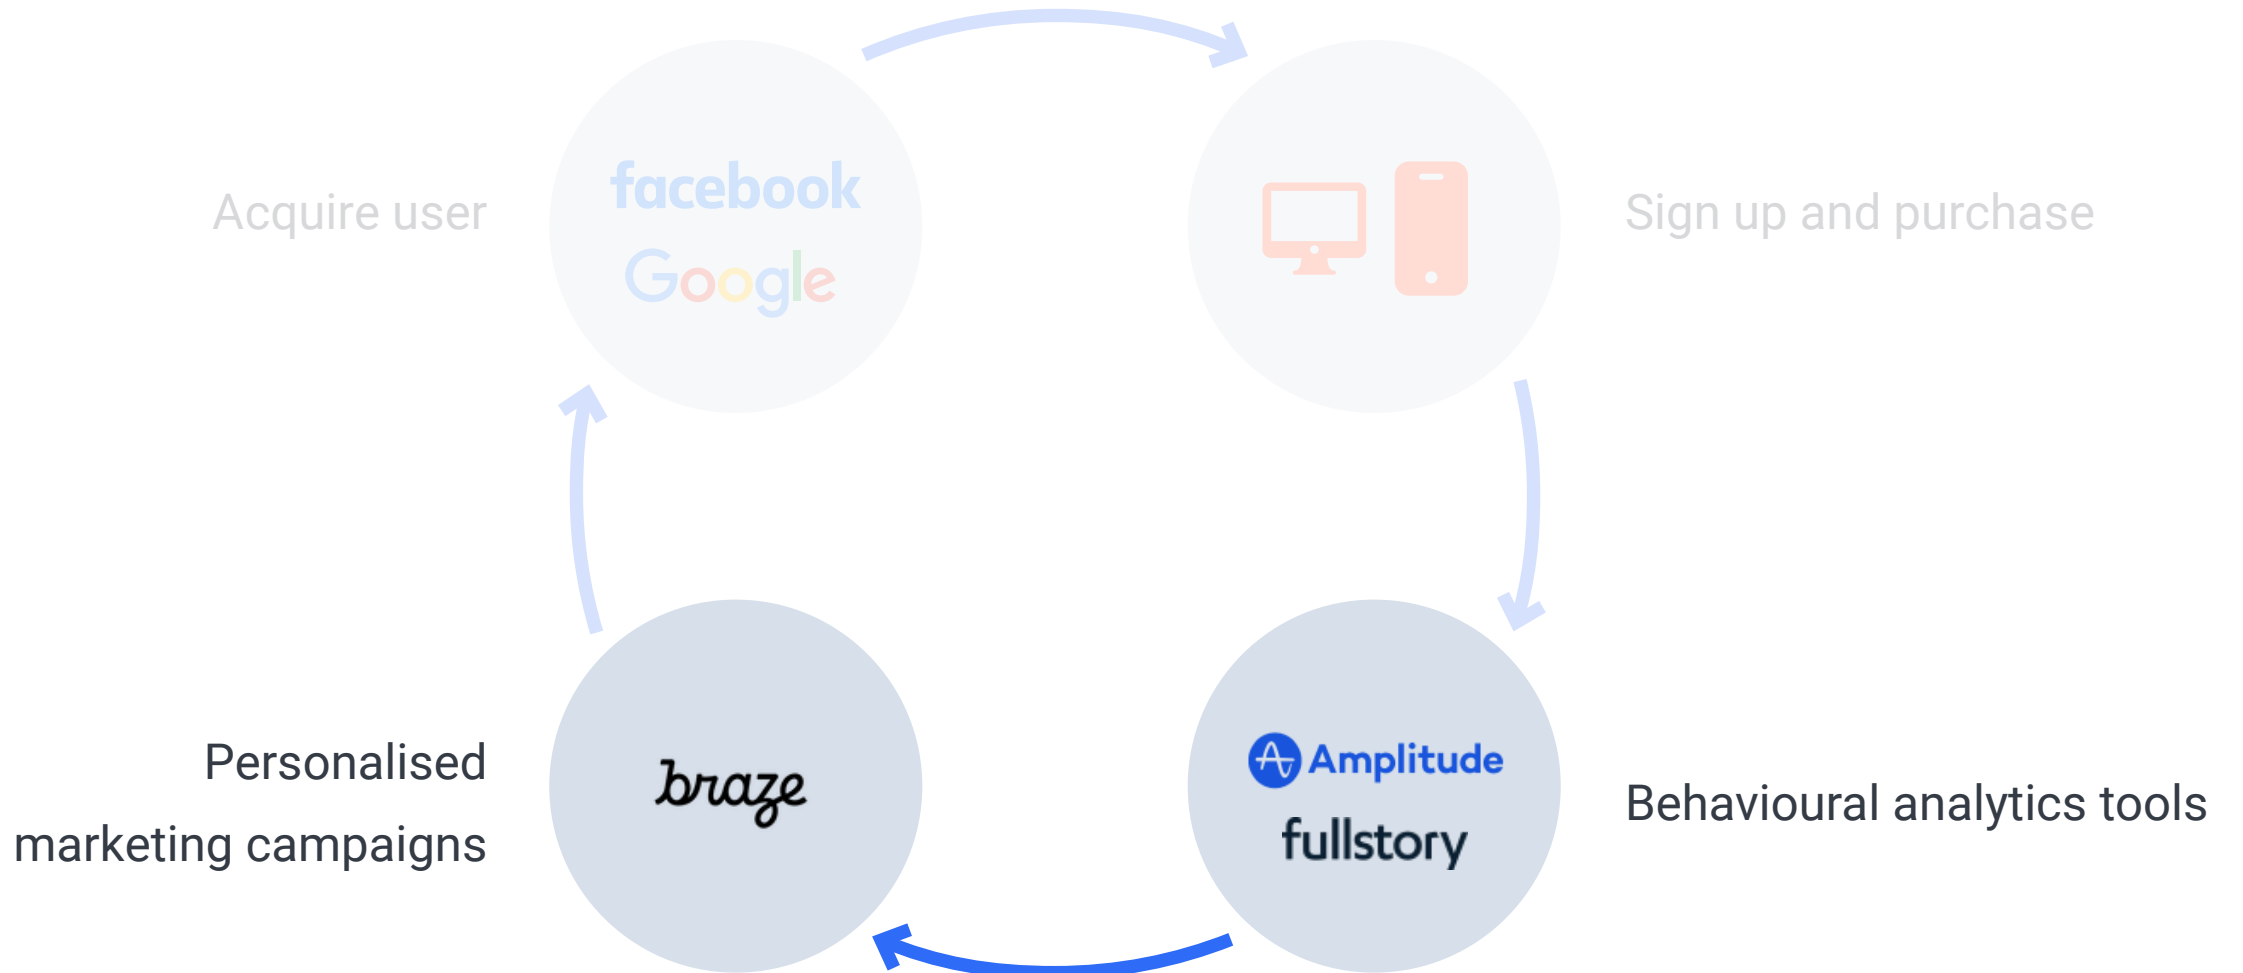 Acquire user
facebook
Google
Sign up and purchase
Personalised
marketing campaigns
braze
Amplitude
fullstory
Behavioural analytics tools